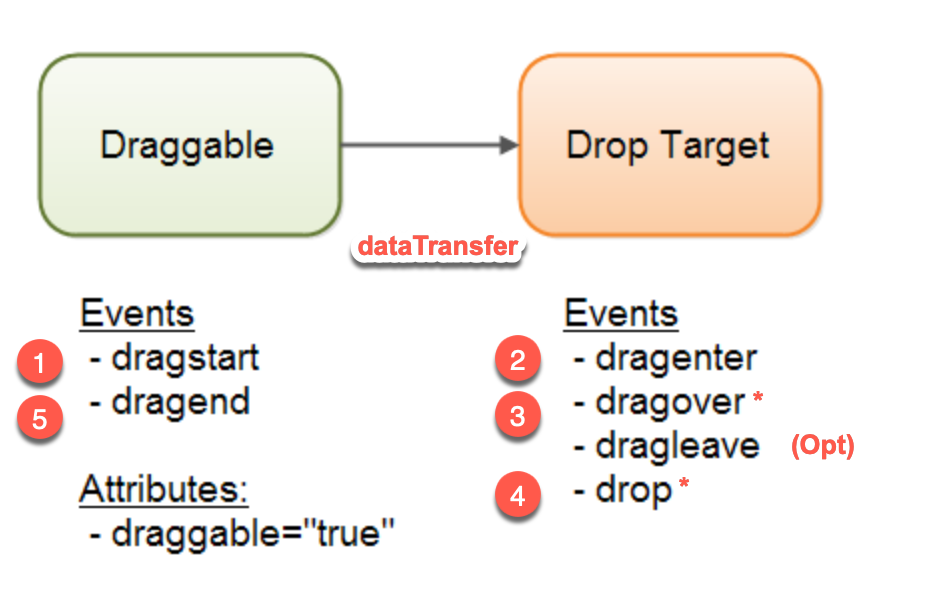 Draggable
Drop Target
dataTransfer
Events
1 - dragstart
5 - dragend
Attributes:
- draggable="true"
Events
2 - dragenter
3 - dragover *
- dragleave (Opt)
4 - drop *